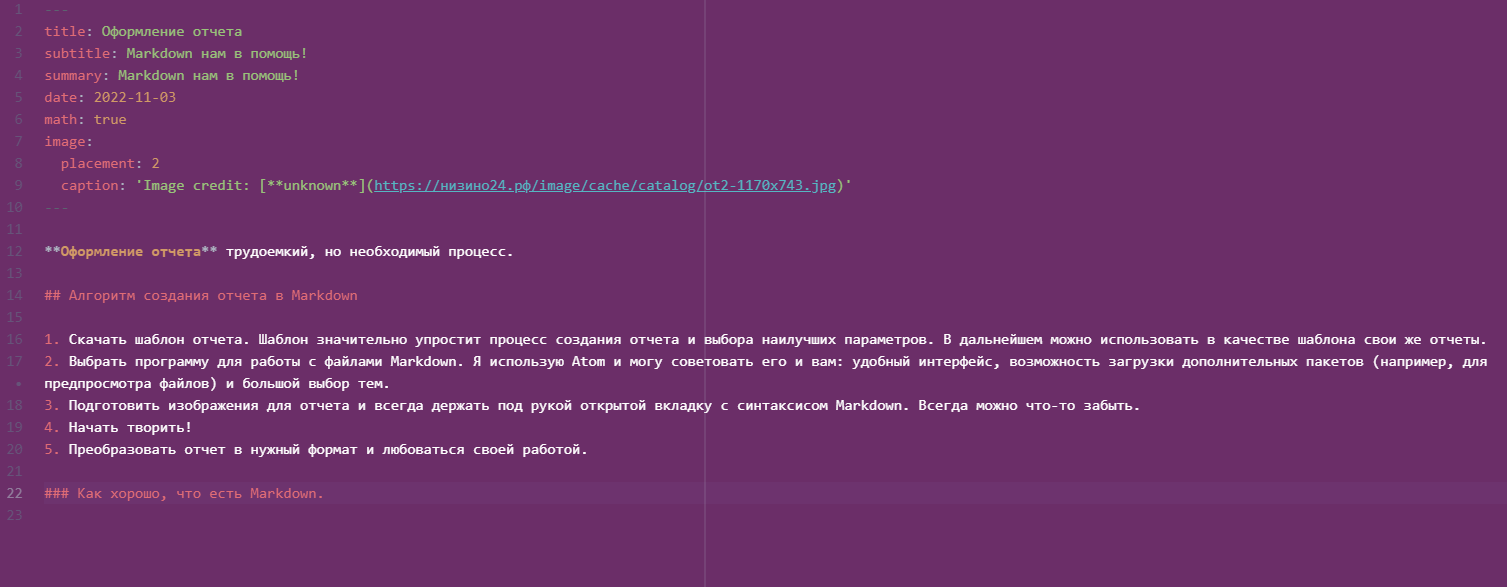 1 ---
2 title: Оформление отчета
3 subtitle: Markdown нам в помощь!
4 summary: Markdown нам в помощь!
5 date: 2022-11-03
6 math: true
7 image:
8   placement: 2
9   caption: 'Image credit: [**unknown**](https://низино24.рф/image/cache/catalog/ot2-1170x743.jpg)'
10 ---
11
12 **Оформление отчета** трудоемкий, но необходимый процесс.
13
14 ## Алгоритм создания отчета в Markdown
15
16 1. Скачать шаблон отчета. Шаблон значительно упростит процесс создания отчета и выбора наилучших параметров. В дальнейшем можно использовать в качестве шаблона свои же отчеты.
17 2. Выбрать программу для работы с файлами Markdown. Я использую Atom и могу советовать его и вам: удобный интерфейс, возможность загрузки дополнительных пакетов (например, для
• предпросмотра файлов) и большой выбор тем.
18 3. Подготовить изображения для отчета и всегда держать под рукой открытой вкладку с синтаксисом Markdown. Всегда можно что-то забыть.
19 4. Начать творить!
20 5. Преобразовать отчет в нужный формат и любоваться своей работой.
21
22 ### Как хорошо, что есть Markdown.
23